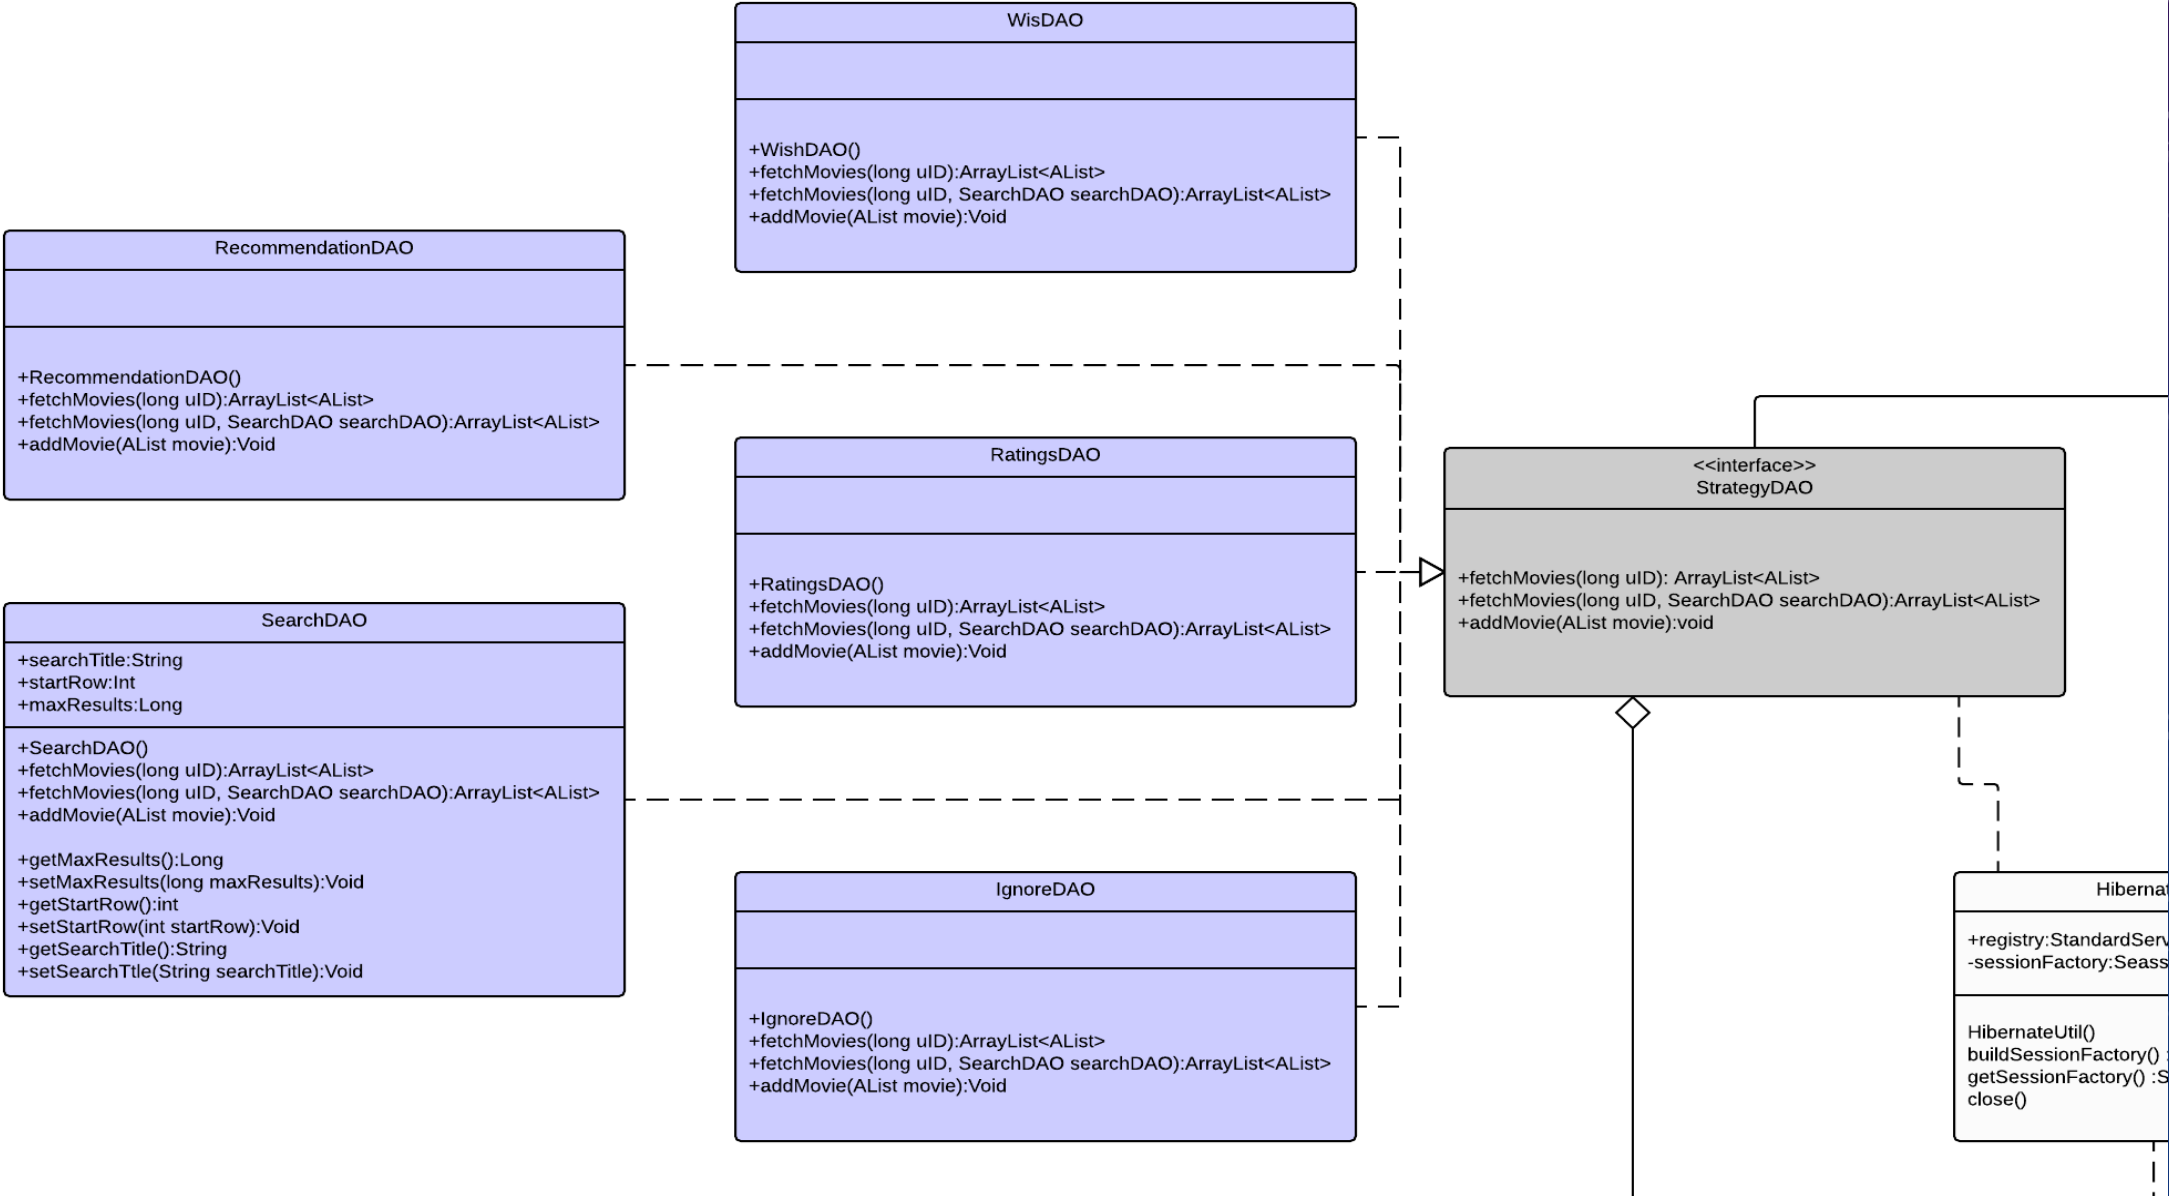 WisDAO
+WishDAO()
+fetchMovies(long uID):ArrayList<AList>
+fetchMovies(long uID, SearchDAO searchDAO):ArrayList<AList>
+addMovie(AList movie):Void
RecommendationDAO
+RecommendationDAO()
+fetchMovies(long uID):ArrayList<AList>
+fetchMovies(long uID, SearchDAO searchDAO):ArrayList<AList>
+addMovie(AList movie):Void
RatingsDAO
+RatingsDAO()
+fetchMovies(long uID):ArrayList<AList>
+fetchMovies(long uID, SearchDAO searchDAO):ArrayList<AList>
+addMovie(AList movie):Void
<<interface>>
StrategyDAO
+fetchMovies(long uID): ArrayList<AList>
+fetchMovies(long uID, SearchDAO searchDAO):ArrayList<AList>
+addMovie(AList movie):void
SearchDAO
+searchTitle:String
+startRow:Int
+maxResults:Long
+SearchDAO()
+fetchMovies(long uID):ArrayList<AList>
+fetchMovies(long uID, SearchDAO searchDAO):ArrayList<AList>
+addMovie(AList movie):Void
+getMaxResults():Long
+setMaxResults(long maxResults):Void
+getStartRow():int
+setStartRow(int startRow):Void
+getSearchTitle():String
+setSearchTtle(String searchTitle):Void
IgnoreDAO
+IgnoreDAO()
+fetchMovies(long uID):ArrayList<AList>
+fetchMovies(long uID, SearchDAO searchDAO):ArrayList<AList>
+addMovie(AList movie):Void
Hibernat
+registry:StandardServ
-sessionFactory:Seass
HibernateUtil()
buildSessionFactory() :
getSessionFactory() :S
close()